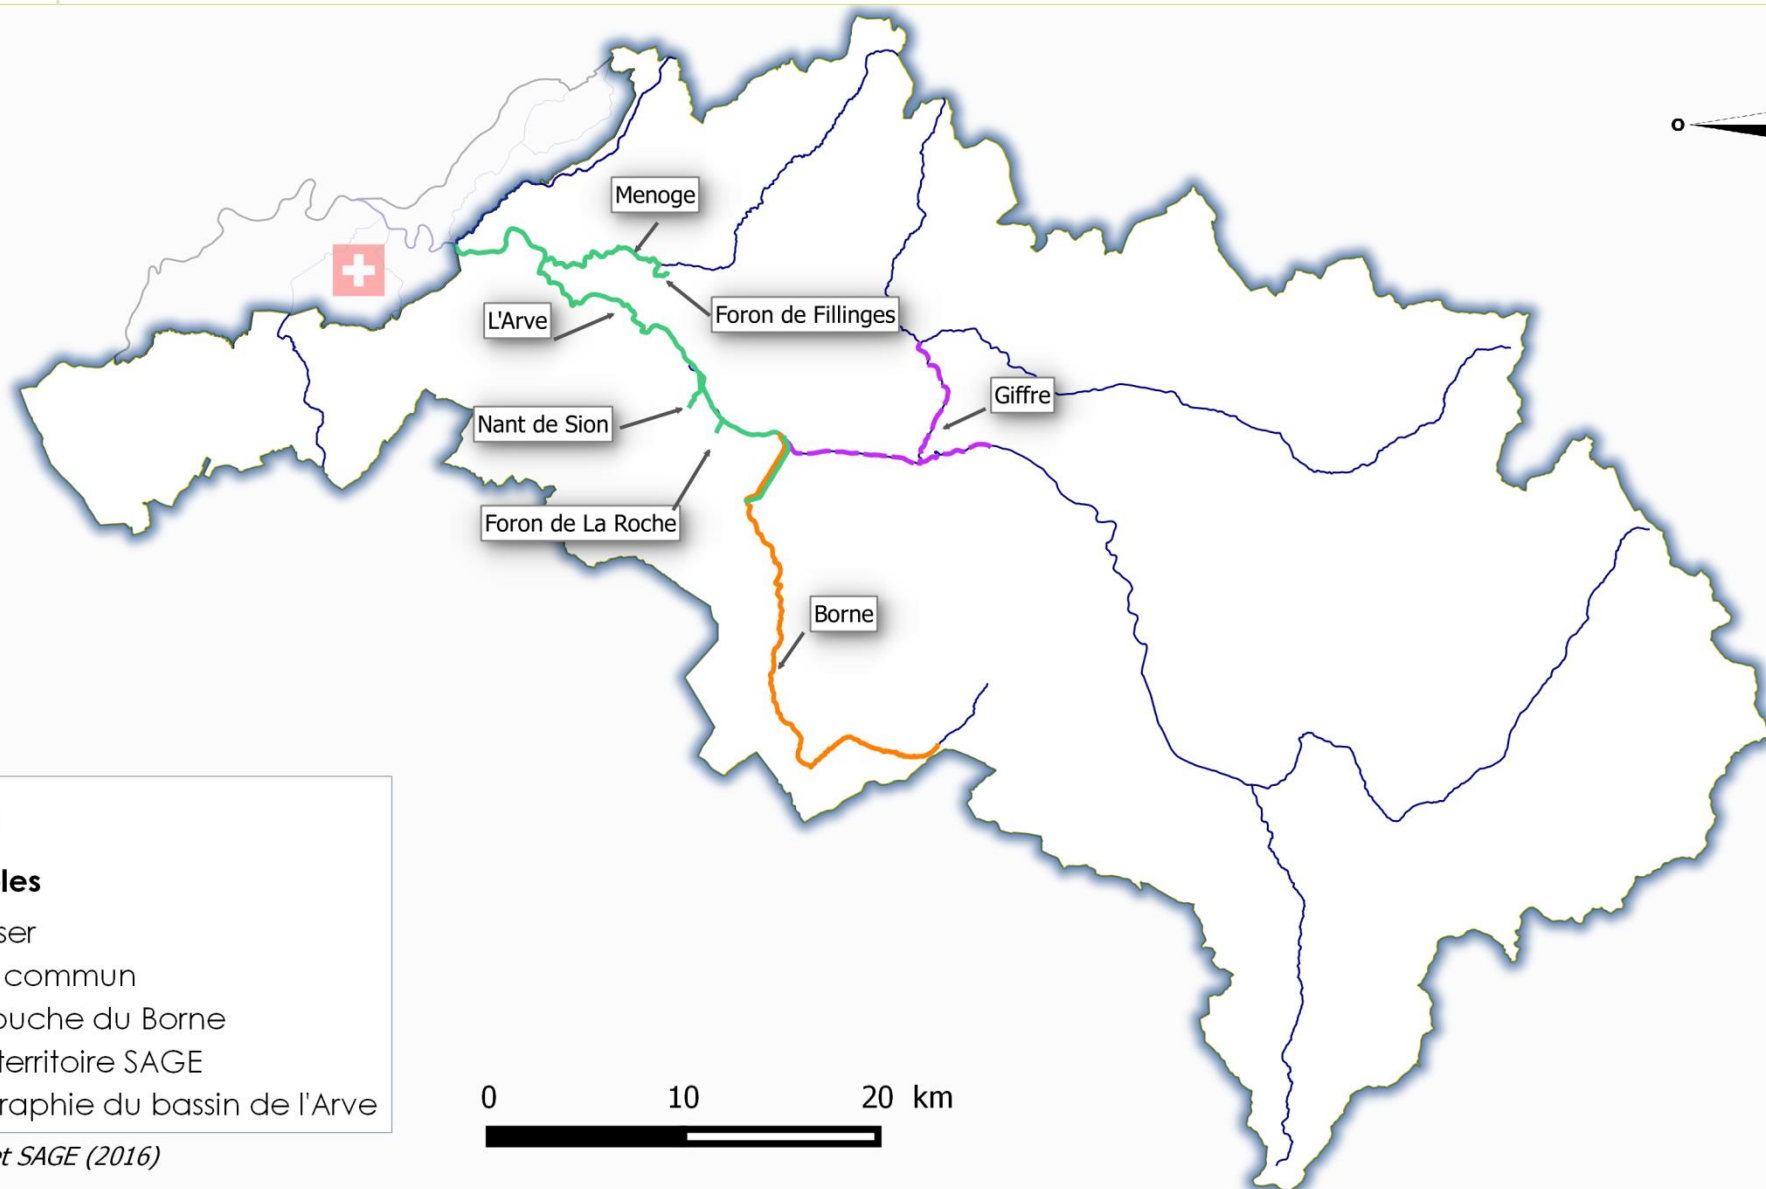 O
Menoge
L'Arve
Foron de Fillinges
Giffre
Nant de Sion
Foron de La Roche
Borne
les
ser
commun
ouche du Borne
territoire SAGE
raphie du bassin de l'Arve
0 10 20 km
et SAGE (2016)